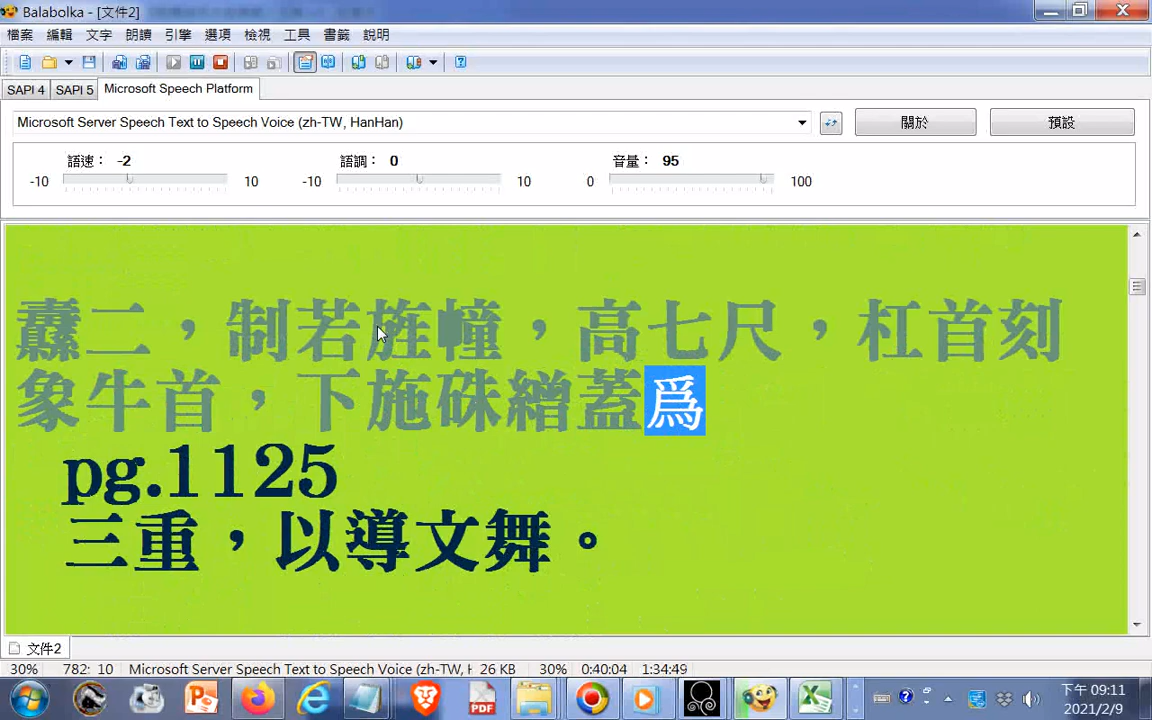 Balabolka - [文件2]
檔案 編輯 文字 朗讀 引擎 選項 檢視 工具 書籤 說明
SAPI 4 SAPI 5 Microsoft Speech Platform
Microsoft Server Speech Text to Speech Voice (zh-TW, HanHan) 關於 預設
語速： -2 語調： 0 音量： 95
-10 10 -10 10 0 100
纛二，制若旌幢，高七尺，杠首刻
象牛首，下施硃繒蓋爲
pg.1125
三重，以導文舞。
文件2
30% 782: 10 Microsoft Server Speech Text to Speech Voice (zh-TW, H 26 KB 30% 0:40:04 1:34:49
PDF
下午 09:11
2021/2/9